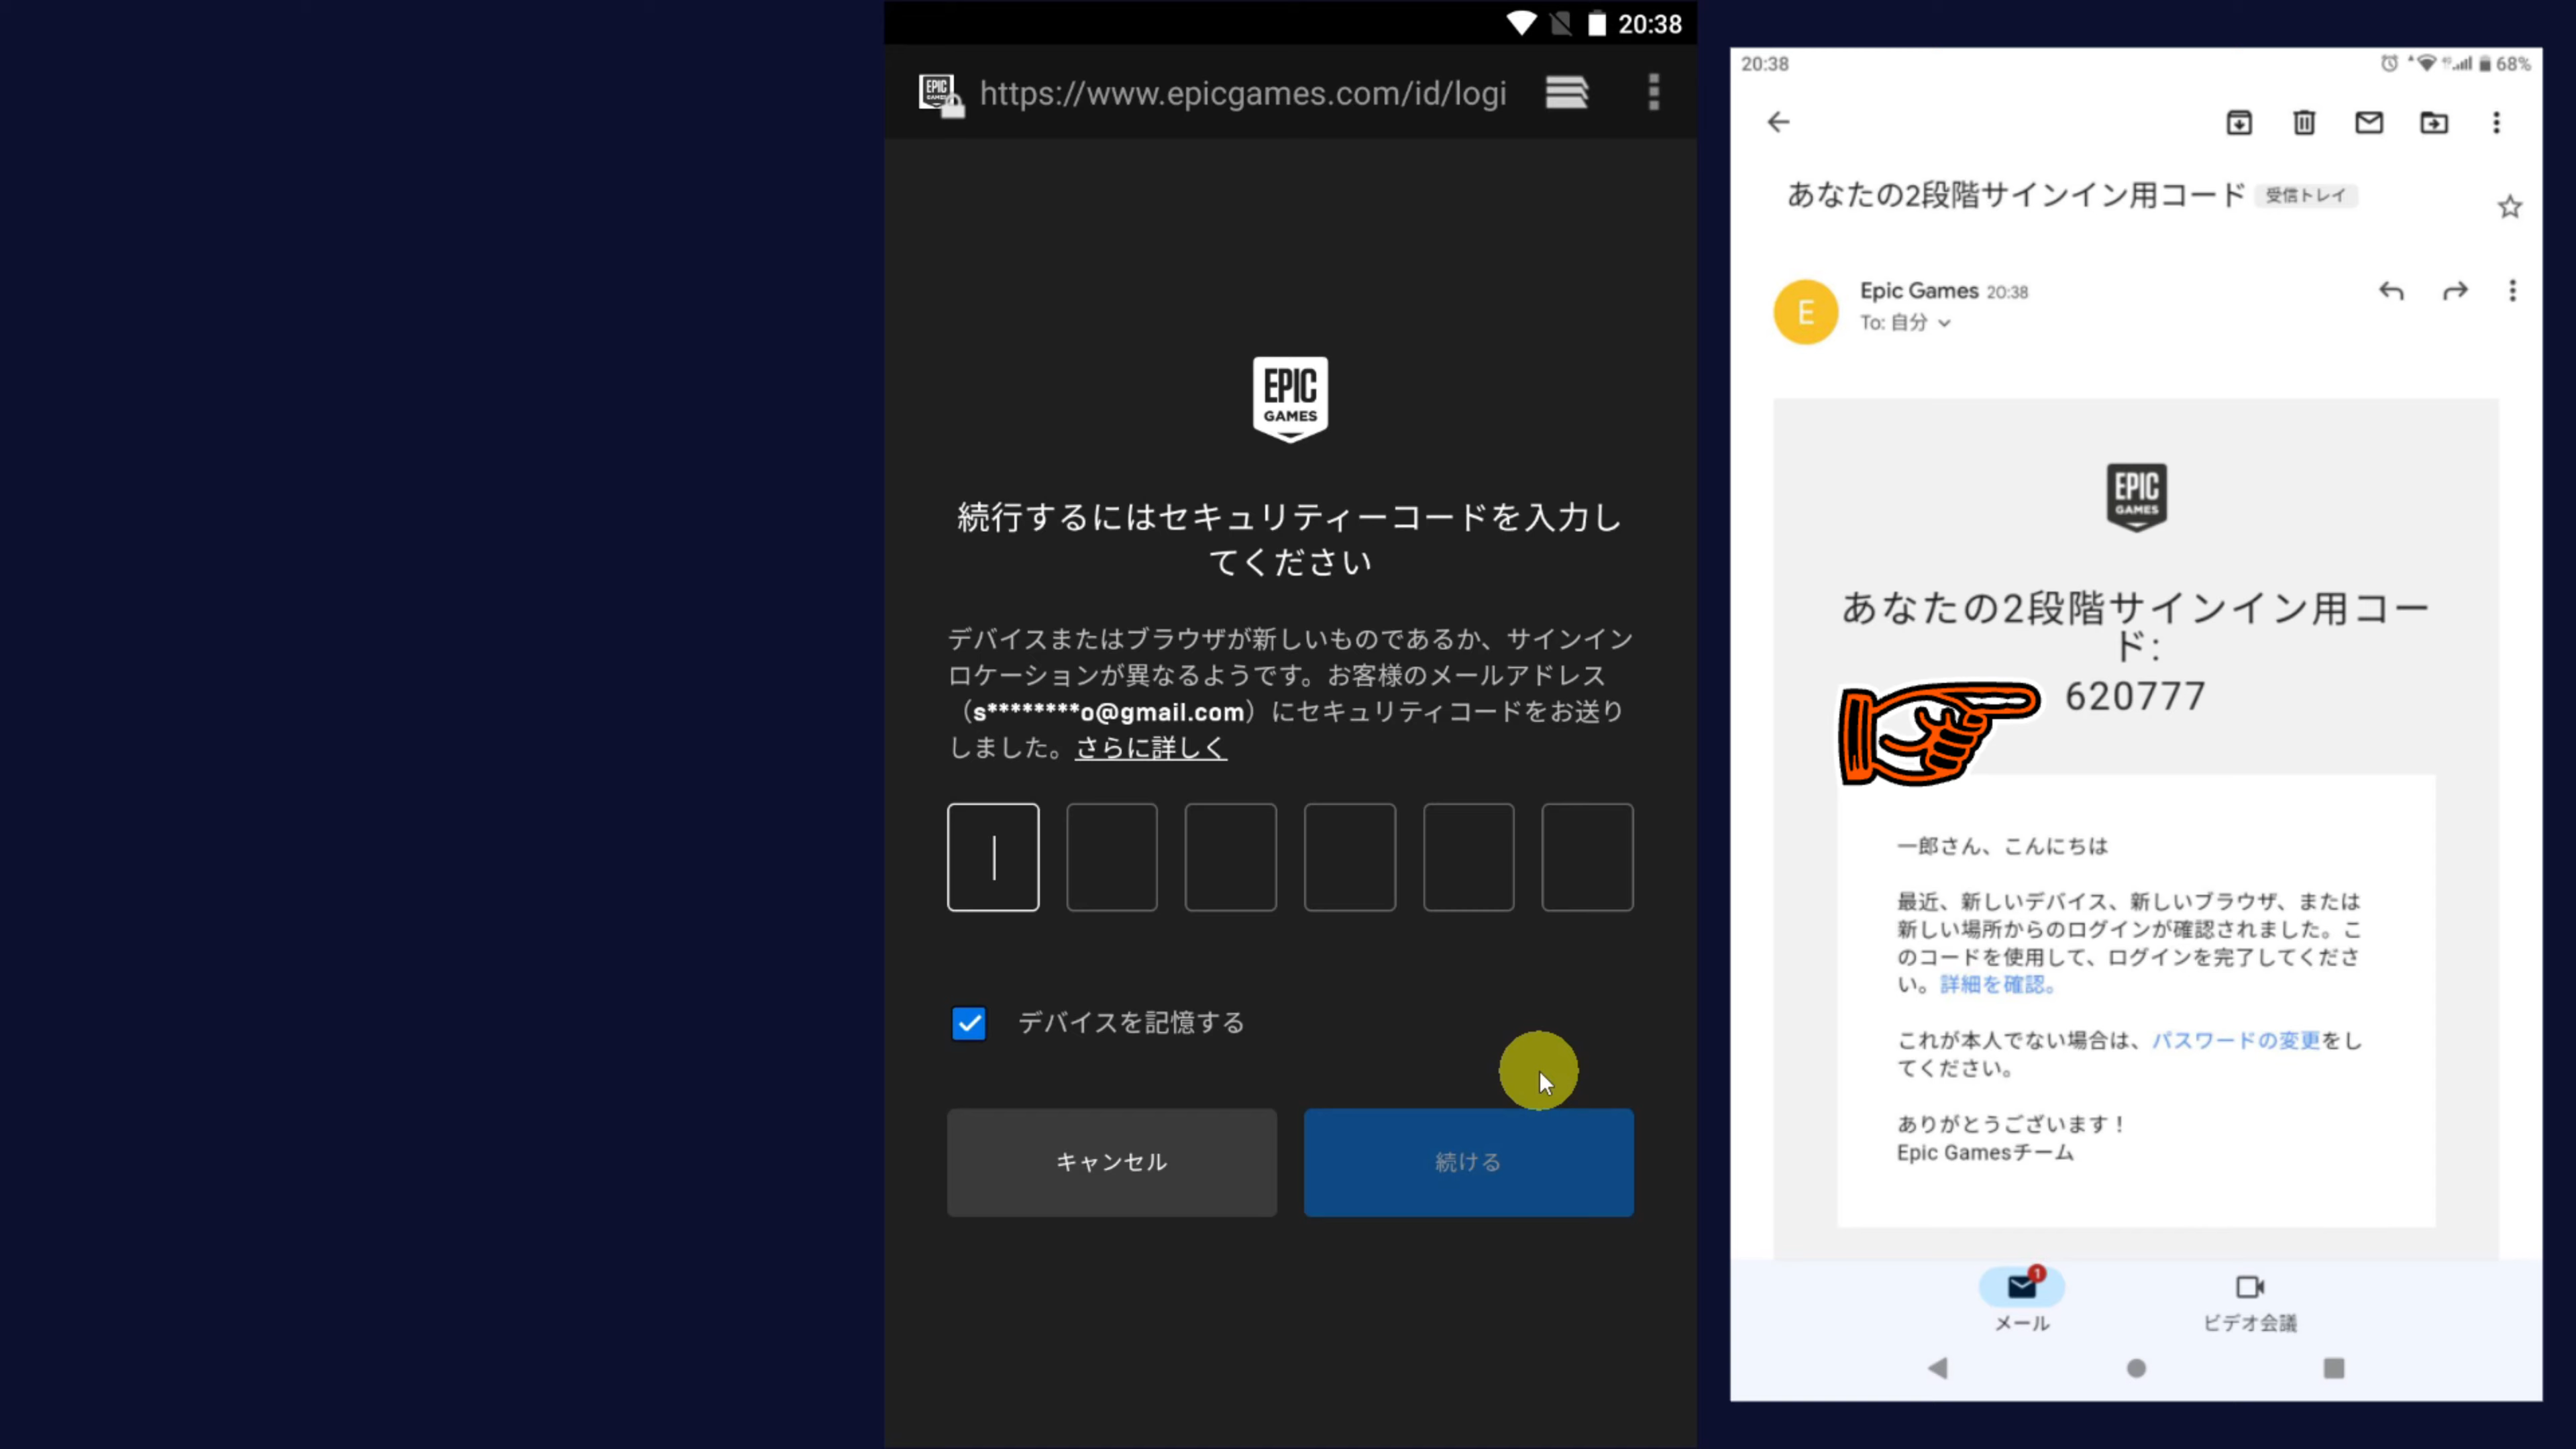 20:38
EPIC
GAMES
https://www.epicgames.com/id/logi
EPIC
GAMES
続行するにはセキュリティーコードを入力し
てください
デバイスまたはブラウザが新しいものであるか、サインイン
ロケーションが異なるようです。お客様のメールアドレス
（s********o@gmail.com）にセキュリティコードをお送り
しました。さらに詳しく
デバイスを記憶する
キャンセル
続ける
20:38
68%
あなたの2段階サインイン用コード 受信トレイ
E
Epic Games 20:38
To: 自分
EPIC
GAMES
あなたの2段階サインイン用コー
ド:
620777
一郎さん、こんにちは
最近、新しいデバイス、新しいブラウザ、または
新しい場所からのログインが確認されました。こ
のコードを使用して、ログインを完了してくださ
い。詳細を確認。
これが本人でない場合は、パスワードの変更をし
てください。
ありがとうございます！
Epic Gamesチーム
1
メール
ビデオ会議